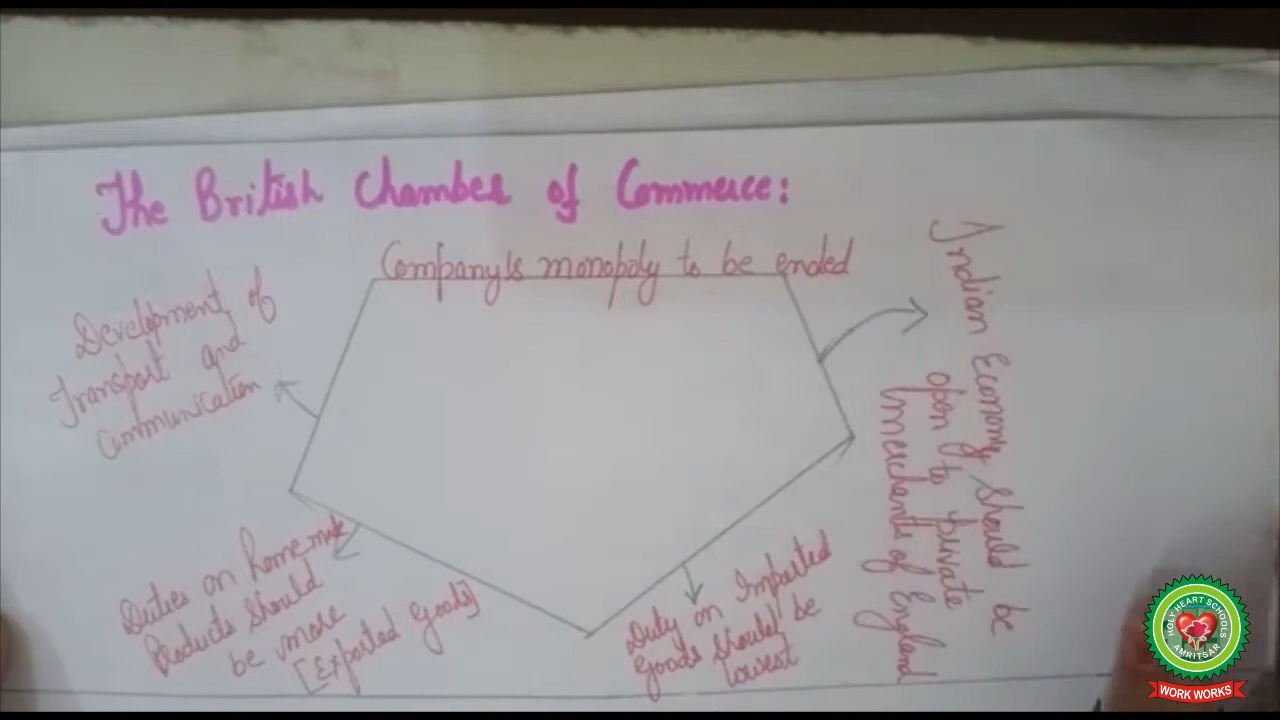 The British Chamber of Commerce:
Company's monopoly to be ended
Development of
Transport and
Communication
Indian Economy should be
open to private
merchants of England
Duties on home made
Products should
be more
[Exported Goods]
Duty on Imported
Goods should be
lowest
HOLY HEART SCHOOLS
AMRITSAR
WORK WORKS